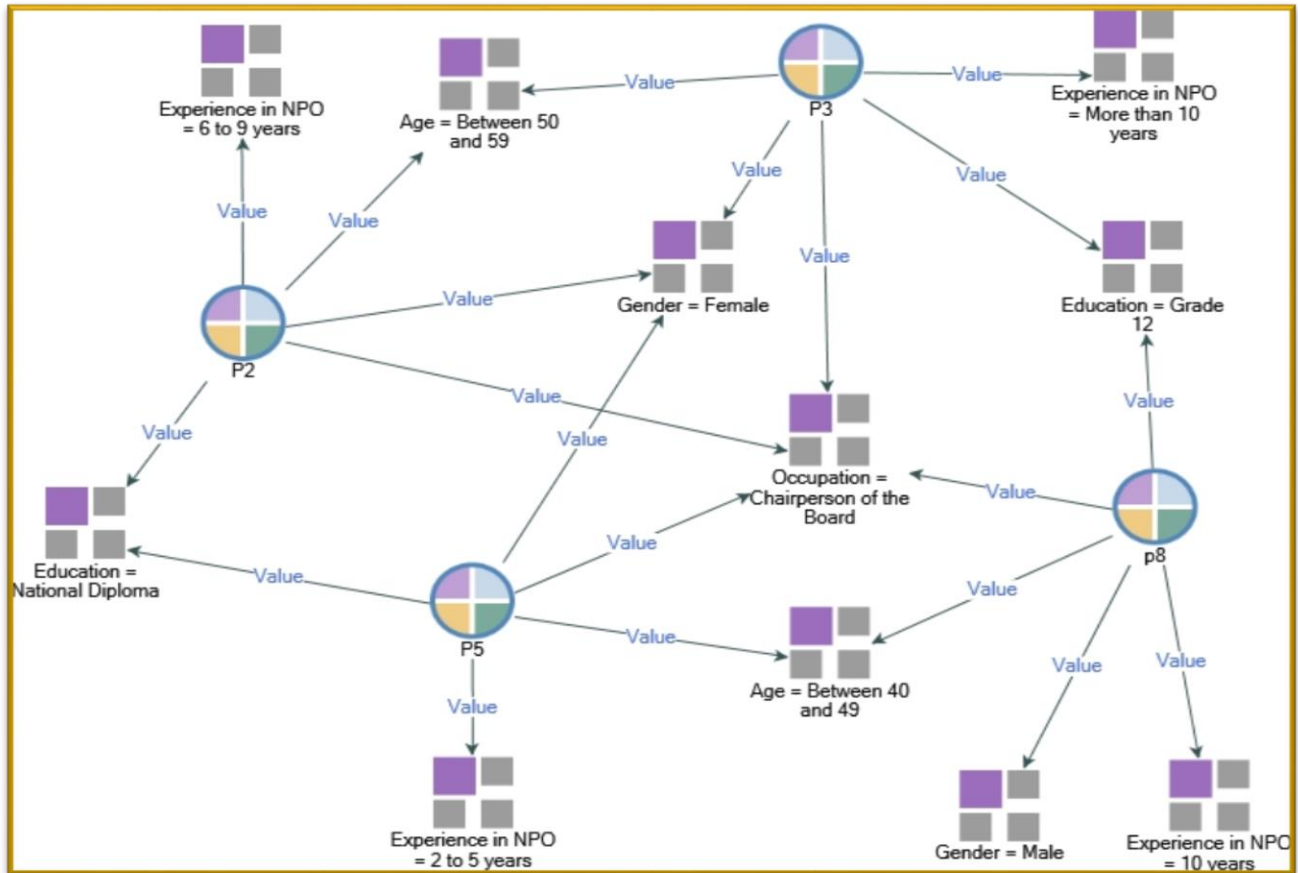 Experience in NPO
= 6 to 9 years
Age = Between 50
and 59
Value
P3
Value
Experience in NPO
= More than 10
years
Value
Value
Value
Value
Value
Gender = Female
Education = Grade
12
Value
P2
Value
Value
Value
Value
Value
Occupation =
Chairperson of the
Board
Value
p8
Education =
National Diploma
Value
Value
P5
Value
Value
Age = Between 40
and 49
Value
Value
Value
Experience in NPO
= 2 to 5 years
Gender = Male
Experience in NPO
= 10 years